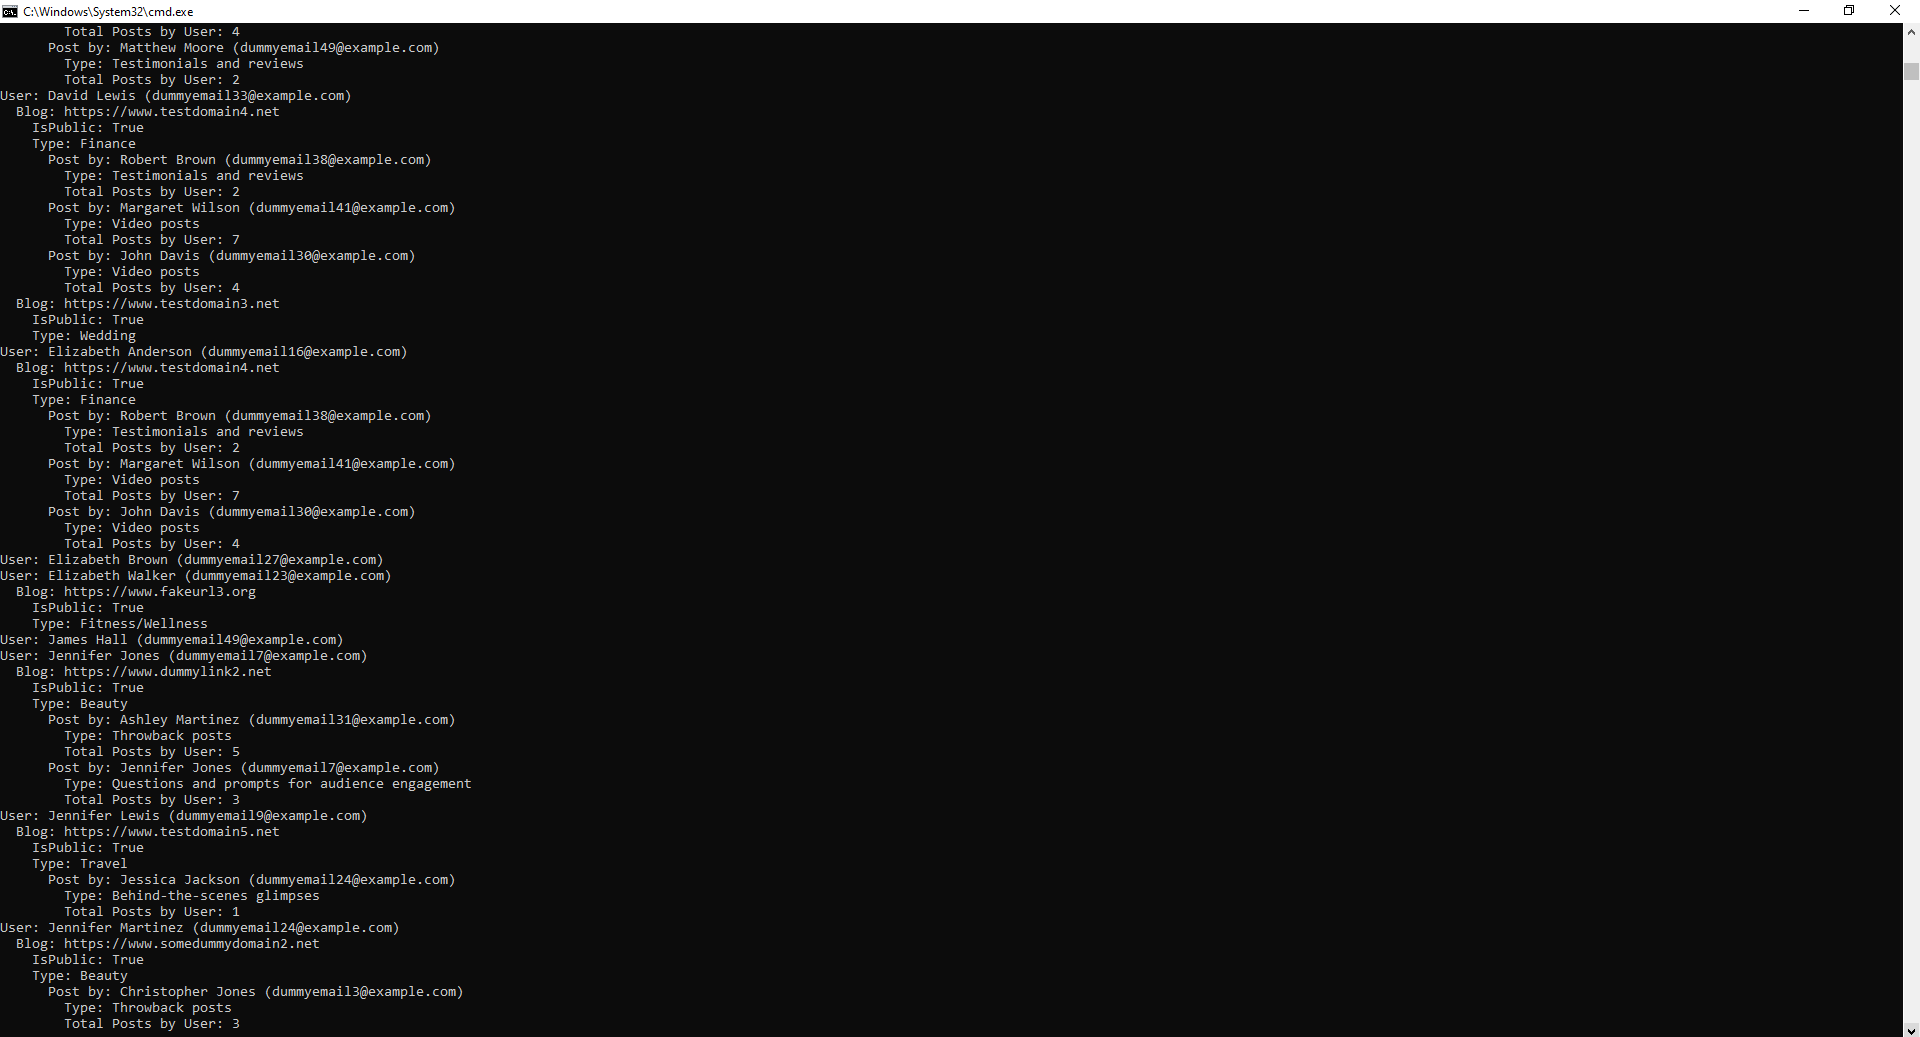 C:\Windows\System32\cmd.exe
        Total Posts by User: 4
      Post by: Matthew Moore (dummyemail49@example.com)
        Type: Testimonials and reviews
        Total Posts by User: 2
User: David Lewis (dummyemail33@example.com)
  Blog: https://www.testdomain4.net
    IsPublic: True
    Type: Finance
      Post by: Robert Brown (dummyemail38@example.com)
        Type: Testimonials and reviews
        Total Posts by User: 2
      Post by: Margaret Wilson (dummyemail41@example.com)
        Type: Video posts
        Total Posts by User: 7
      Post by: John Davis (dummyemail30@example.com)
        Type: Video posts
        Total Posts by User: 4
  Blog: https://www.testdomain3.net
    IsPublic: True
    Type: Wedding
User: Elizabeth Anderson (dummyemail16@example.com)
  Blog: https://www.testdomain4.net
    IsPublic: True
    Type: Finance
      Post by: Robert Brown (dummyemail38@example.com)
        Type: Testimonials and reviews
        Total Posts by User: 2
      Post by: Margaret Wilson (dummyemail41@example.com)
        Type: Video posts
        Total Posts by User: 7
      Post by: John Davis (dummyemail30@example.com)
        Type: Video posts
        Total Posts by User: 4
User: Elizabeth Brown (dummyemail27@example.com)
User: Elizabeth Walker (dummyemail23@example.com)
  Blog: https://www.fakeurl3.org
    IsPublic: True
    Type: Fitness/Wellness
User: James Hall (dummyemail49@example.com)
User: Jennifer Jones (dummyemail7@example.com)
  Blog: https://www.dummylink2.net
    IsPublic: True
    Type: Beauty
      Post by: Ashley Martinez (dummyemail31@example.com)
        Type: Throwback posts
        Total Posts by User: 5
      Post by: Jennifer Jones (dummyemail7@example.com)
        Type: Questions and prompts for audience engagement
        Total Posts by User: 3
User: Jennifer Lewis (dummyemail9@example.com)
  Blog: https://www.testdomain5.net
    IsPublic: True
    Type: Travel
      Post by: Jessica Jackson (dummyemail24@example.com)
        Type: Behind-the-scenes glimpses
        Total Posts by User: 1
User: Jennifer Martinez (dummyemail24@example.com)
  Blog: https://www.somedummydomain2.net
    IsPublic: True
    Type: Beauty
      Post by: Christopher Jones (dummyemail3@example.com)
        Type: Throwback posts
        Total Posts by User: 3